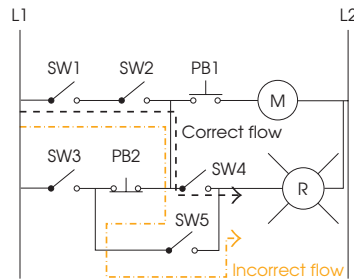 L1
L2
SW1
SW2
PB1
M
Correct flow
SW3
PB2
SW4
R
SW5
Incorrect flow